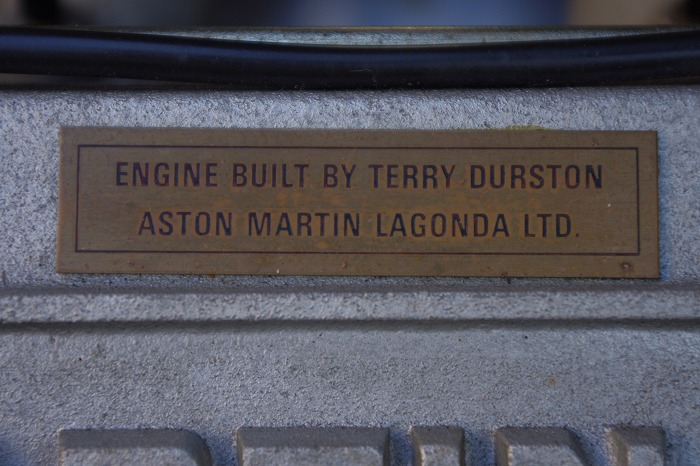 ENGINE BUILT BY TERRY DURSTON
ASTON MARTIN LAGONDA LTD.